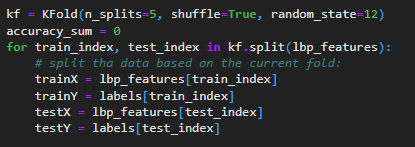 kf = KFold(n_splits=5, shuffle=True, random_state=12)
accuracy_sum = 0
for train_index, test_index in kf.split(lbp_features):
    # split tha data based on the current fold:
    trainX = lbp_features[train_index]
    trainY = labels[train_index]
    testX = lbp_features[test_index]
    testY = labels[test_index]